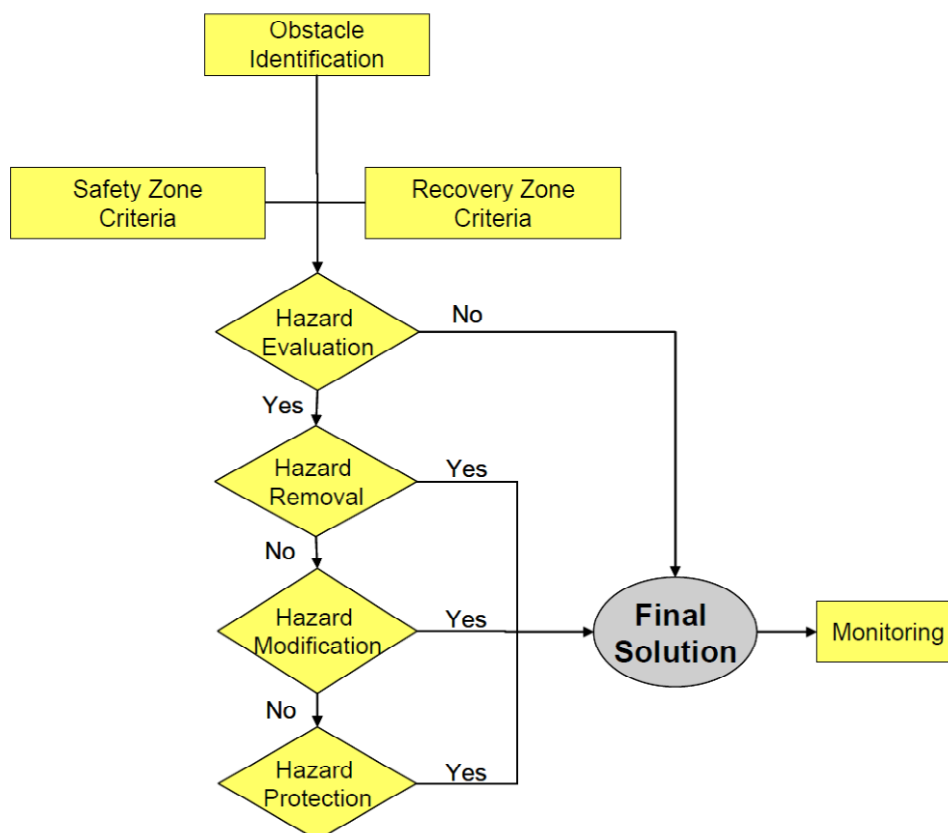 Obstacle
Identification
Safety Zone
Criteria
Recovery Zone
Criteria
Hazard
Evaluation
No
Yes
Hazard
Removal
Yes
No
Hazard
Modification
Yes
Final
Solution
Monitoring
No
Hazard
Protection
Yes